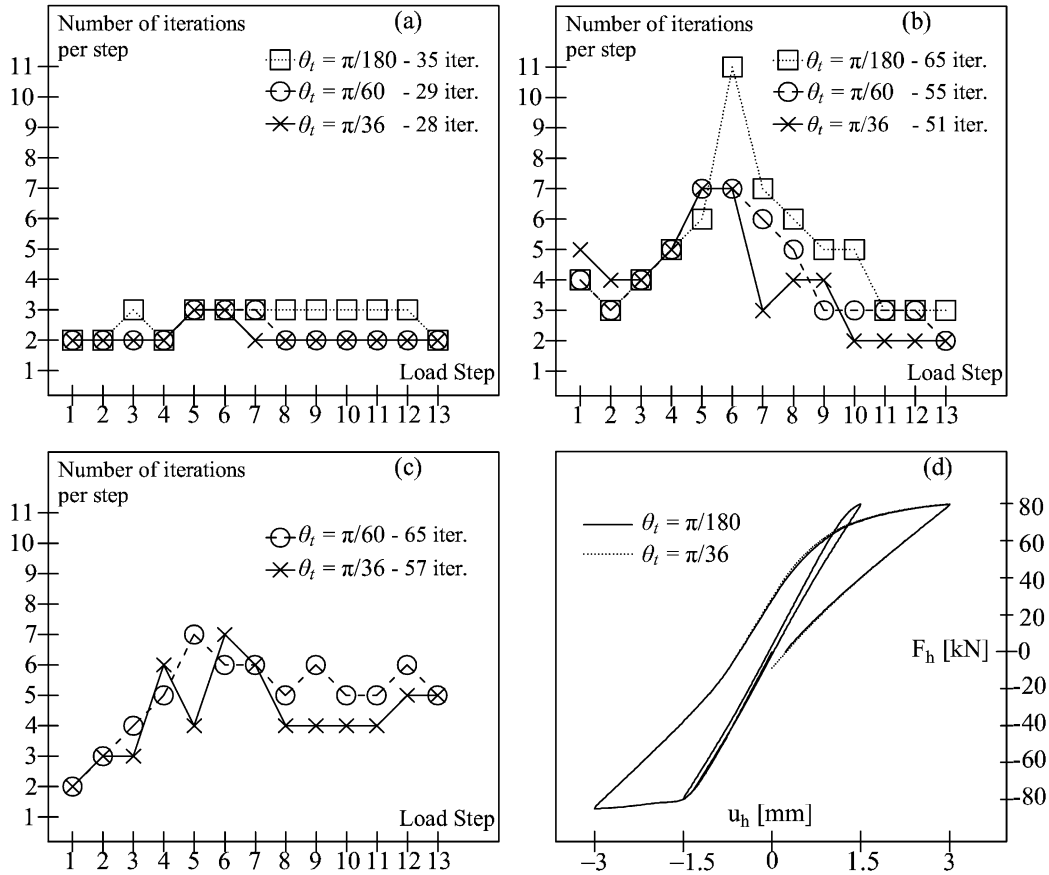 Number of iterations
per step
(a)
θt = π/180 - 35 iter.
θt = π/60 - 29 iter.
θt = π/36 - 28 iter.
11
10
9
8
7
6
5
4
3
2
1
Load Step
1 2 3 4 5 6 7 8 9 10 11 12 13
Number of iterations
per step
(b)
θt = π/180 - 65 iter.
θt = π/60 - 55 iter.
θt = π/36 - 51 iter.
11
10
9
8
7
6
5
4
3
2
1
Load Step
1 2 3 4 5 6 7 8 9 10 11 12 13
Number of iterations
per step
(c)
θt = π/60 - 65 iter.
θt = π/36 - 57 iter.
11
10
9
8
7
6
5
4
3
2
1
Load Step
1 2 3 4 5 6 7 8 9 10 11 12 13
(d)
θt = π/180
θt = π/36
80
60
40
20
0
-20
-40
-60
-80
Fh [kN]
uh [mm]
−3 −1.5 0 1.5 3